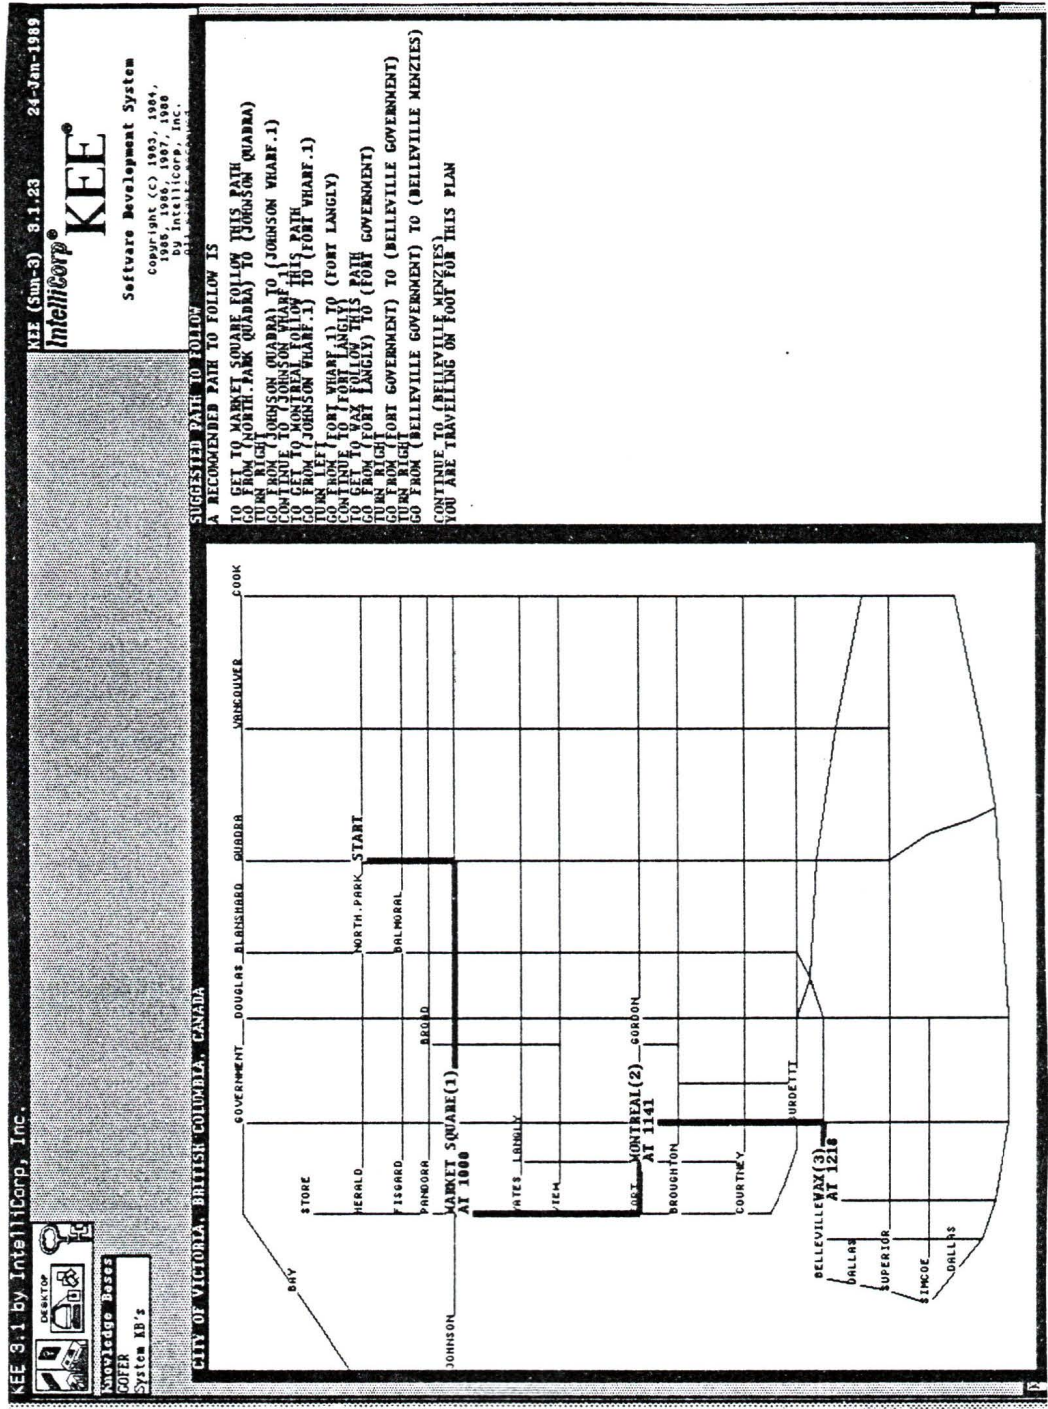 KEE 3.1 by IntelliCorp, Inc.
KEE (Sun-3) 3.1.23 24-Jan-1989
DESKTOP
Knowledge Bases
GOFER
System KB's
IntelliCorp®
KEE®
Software Development System
Copyright (c) 1983, 1984,
1985, 1986, 1987, 1988
by IntelliCorp, Inc.
All rights reserved
CITY OF VICTORIA, BRITISH COLUMBIA, CANADA
BAY
GOVERNMENT
DOUGLAS
BLANSHARD
QUADRA
VANCOUVER
COOK
STORE
HERALD
NORTH.PARK
START
FISGARD
BALMORAL
PANDORA
BROAD
JOHNSON
MARKET SQUARE(1)
AT 1000
YATES
LANGLY
VIEW
FORT
MONTREAL(2)
AT 1141
GORDON
BROUGHTON
COURTNEY
BURDETTT
BELLEVILLE
WAX(3)
AT 1218
DALLAS
SUPERIOR
SIMCOE
DALLAS
SUGGESTED PATH TO FOLLOW
A RECOMMENDED PATH TO FOLLOW IS
TO GET TO MARKET SQUARE FOLLOW THIS PATH
GO FROM (NORTH.PARK QUADRA) TO (JOHNSON QUADRA)
TURN RIGHT
GO FROM (JOHNSON QUADRA) TO (JOHNSON WHARF.1)
CONTINUE TO (JOHNSON WHARF.1)
TO GET TO MONTREAL FOLLOW THIS PATH
GO FROM (JOHNSON WHARF.1) TO (FORT WHARF.1)
TURN LEFT
GO FROM (FORT WHARF.1) TO (FORT LANGLY)
CONTINUE TO (FORT LANGLY)
TO GET TO WAX FOLLOW THIS PATH
GO FROM (FORT LANGLY) TO (FORT GOVERNMENT)
TURN RIGHT
GO FROM (FORT GOVERNMENT) TO (BELLEVILLE GOVERNMENT)
TURN RIGHT
GO FROM (BELLEVILLE GOVERNMENT) TO (BELLEVILLE MENZIES)
CONTINUE TO (BELLEVILLE MENZIES)
YOU ARE TRAVELLING ON FOOT FOR THIS PLAN